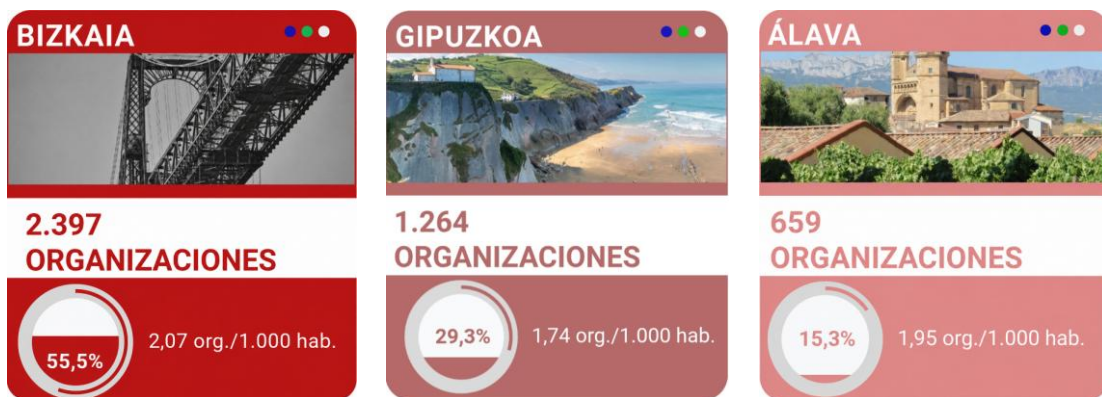 BIZKAIA
2.397
ORGANIZACIONES
55,5%
2,07 org./1.000 hab.
GIPUZKOA
1.264
ORGANIZACIONES
29,3%
1,74 org./1.000 hab.
ÁLAVA
659
ORGANIZACIONES
15,3%
1,95 org./1.000 hab.